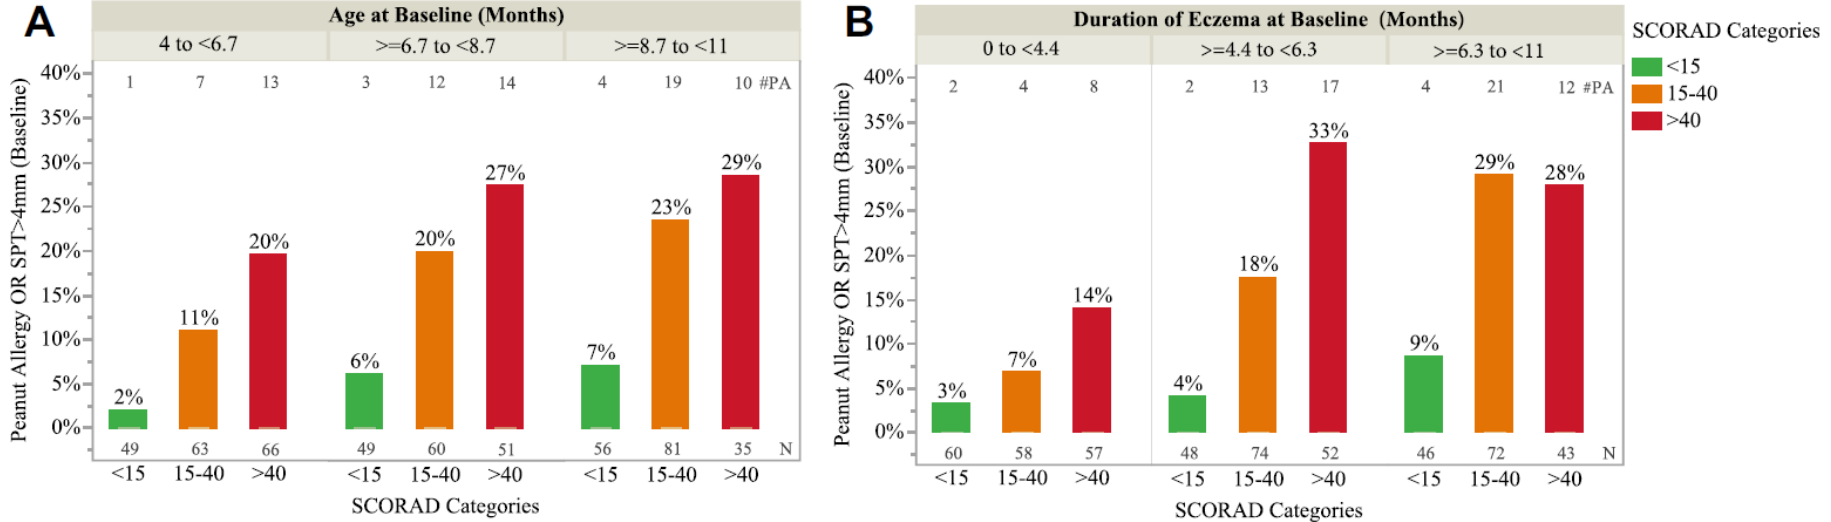 A
Age at Baseline (Months)
4 to <6.7 >=6.7 to <8.7 >=8.7 to <11
Peanut Allergy OR SPT>4mm (Baseline)
40%
35%
30%
25%
20%
15%
10%
5%
0%
1 7 13 3 12 14 4 19 10 #PA
2% 11% 20% 6% 20% 27% 7% 23% 29%
49 63 66 49 60 51 56 81 35 N
<15 15-40 >40 <15 15-40 >40 <15 15-40 >40
SCORAD Categories
B
Duration of Eczema at Baseline (Months)
0 to <4.4 >=4.4 to <6.3 >=6.3 to <11
Peanut Allergy OR SPT>4mm (Baseline)
40%
35%
30%
25%
20%
15%
10%
5%
0%
2 4 8 2 13 17 4 21 12 #PA
3% 7% 14% 4% 18% 33% 9% 29% 28%
60 58 57 48 74 52 46 72 43 N
<15 15-40 >40 <15 15-40 >40 <15 15-40 >40
SCORAD Categories
SCORAD Categories
<15
15-40
>40